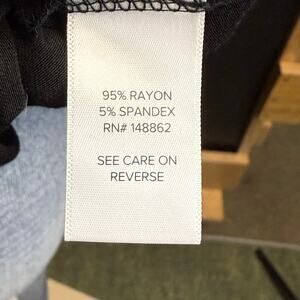 95% RAYON
5% SPANDEX
RN# 148862
SEE CARE ON
REVERSE